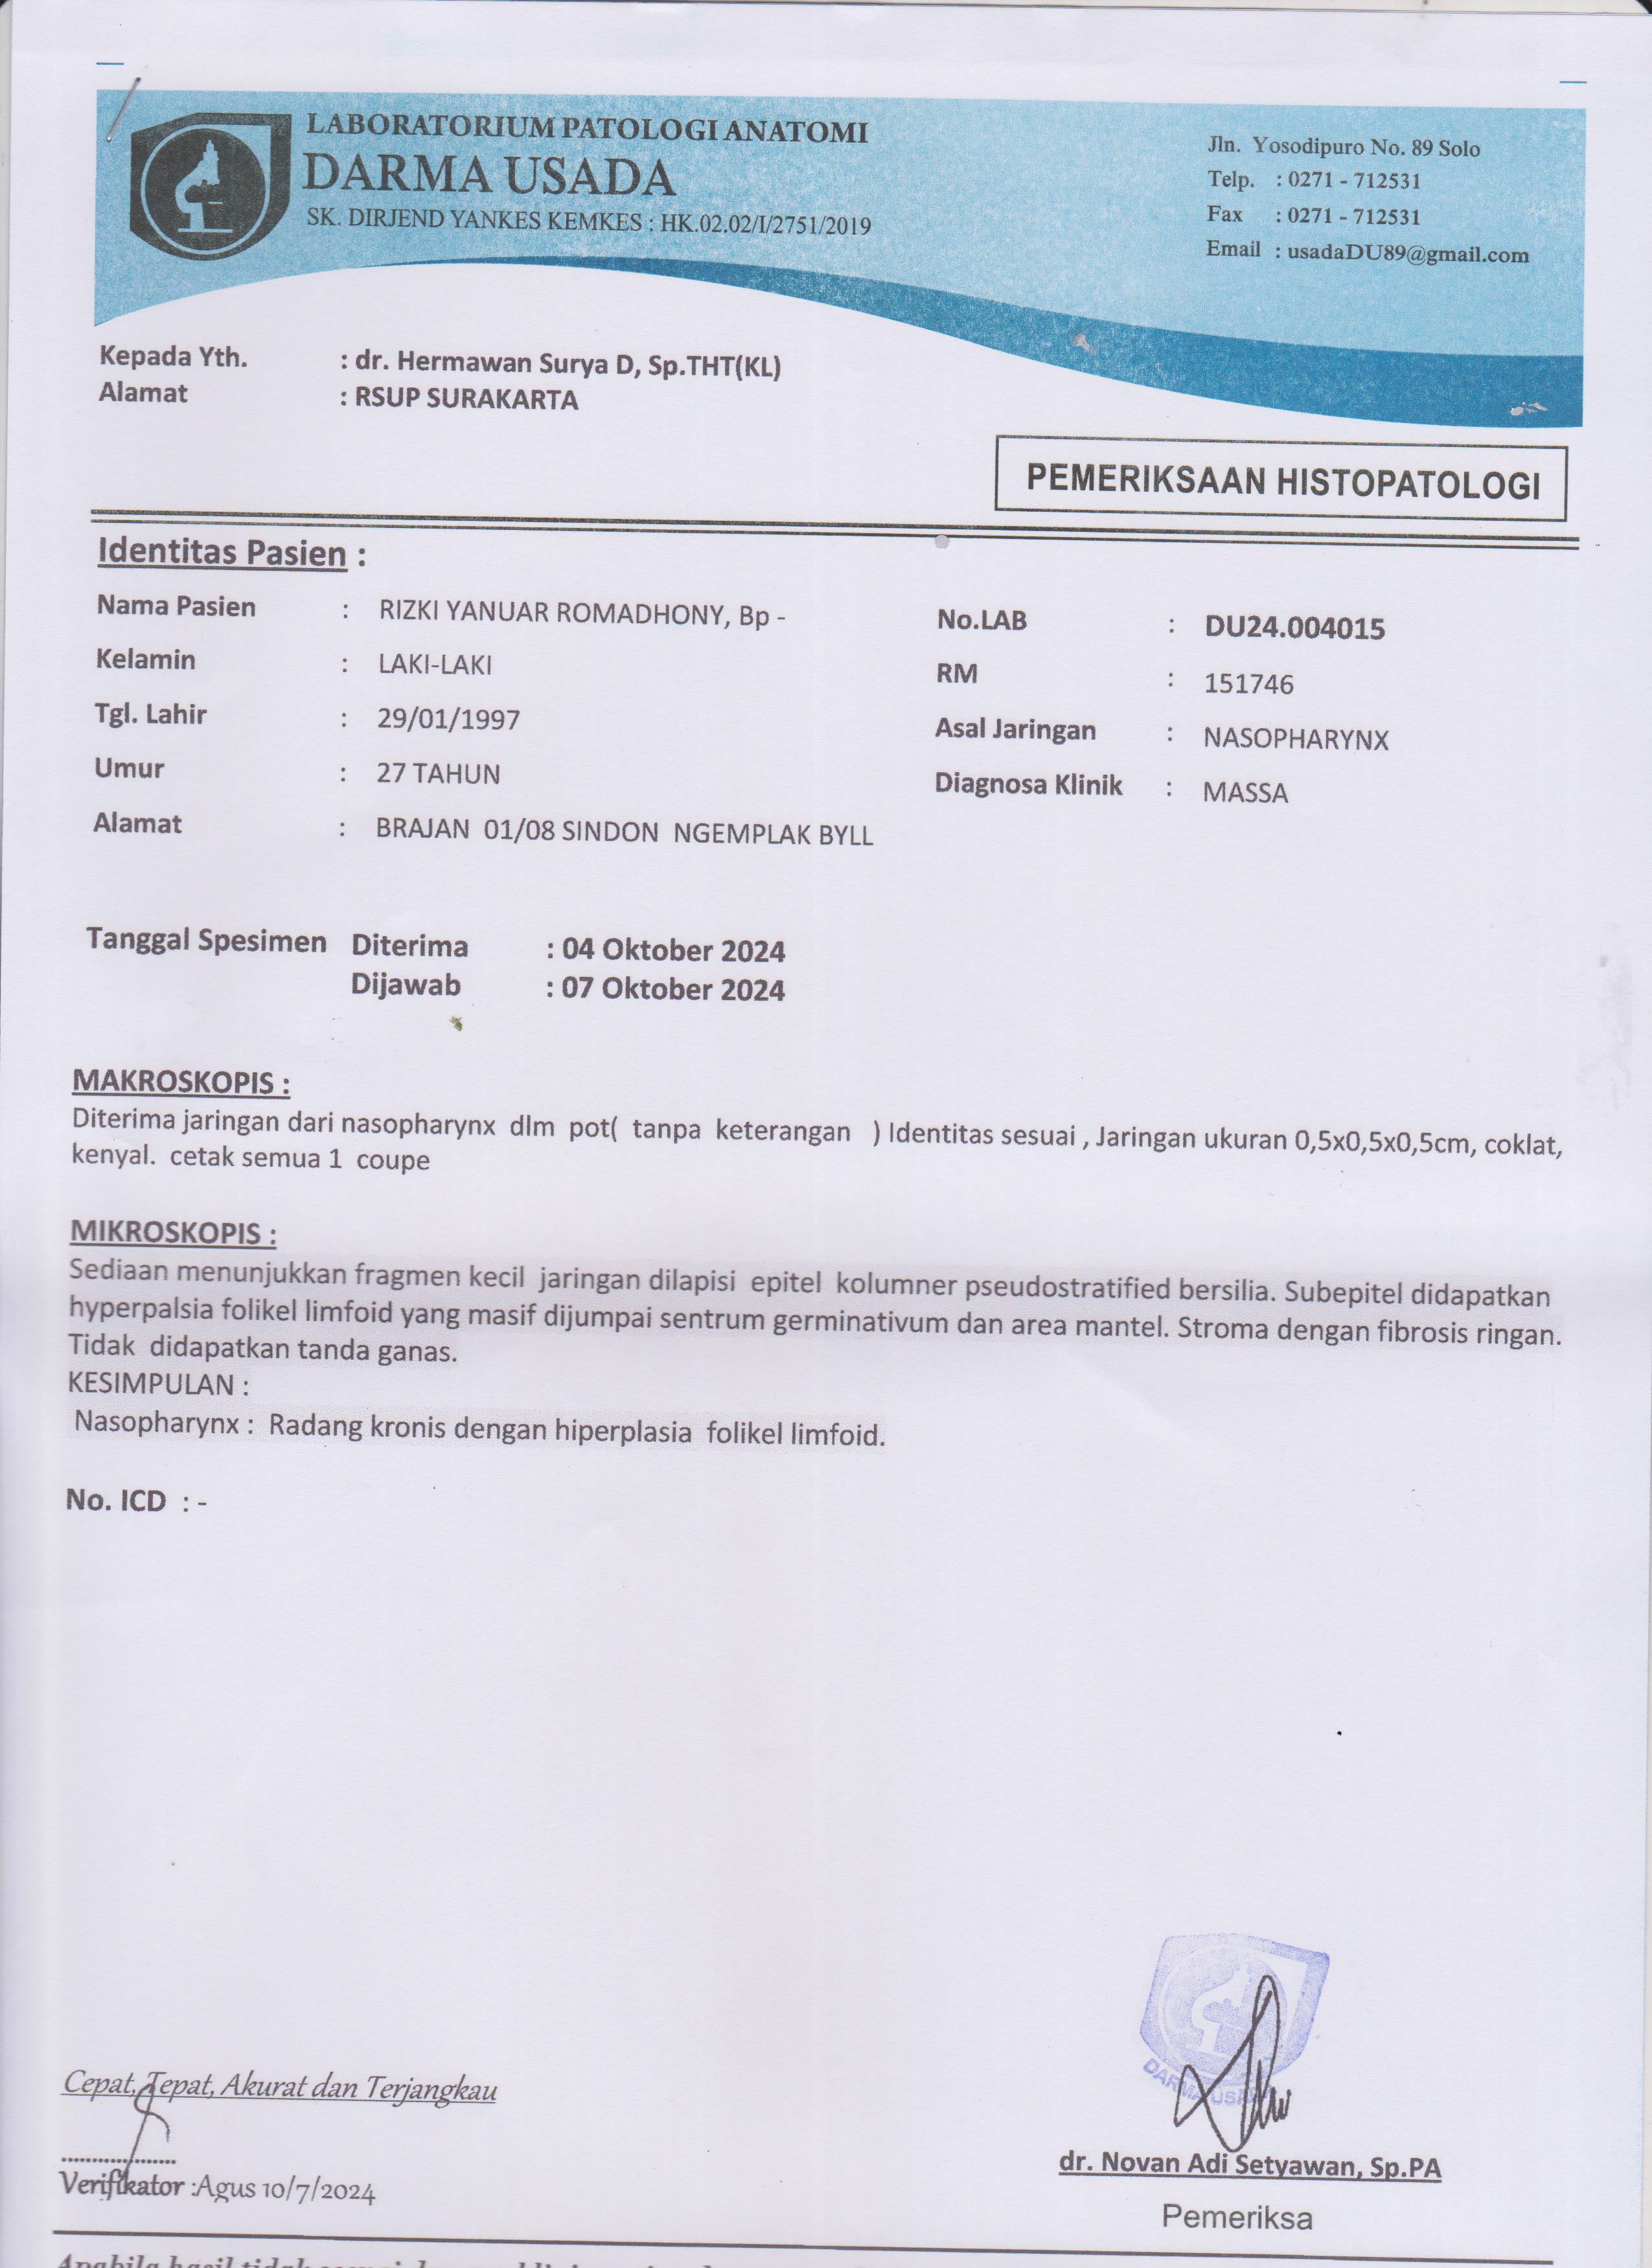 LABORATORIUM PATOLOGI ANATOMI
DARMA USADA
SK. DIRJEND YANKES KEMKES : HK.02.02/I/2751/2019
Jln. Yosodipuro No. 89 Solo
Telp. : 0271 - 712531
Fax : 0271 - 712531
Email : usadaDU89@gmail.com
Kepada Yth. : dr. Hermawan Surya D, Sp.THT(KL)
Alamat : RSUP SURAKARTA
PEMERIKSAAN HISTOPATOLOGI
Identitas Pasien :
Nama Pasien : RIZKI YANUAR ROMADHONY, Bp -
Kelamin : LAKI-LAKI
Tgl. Lahir : 29/01/1997
Umur : 27 TAHUN
Alamat : BRAJAN 01/08 SINDON NGEMPLAK BYLL
No.LAB : DU24.004015
RM : 151746
Asal Jaringan : NASOPHARYNX
Diagnosa Klinik : MASSA
Tanggal Spesimen Diterima : 04 Oktober 2024
Dijawab : 07 Oktober 2024
MAKROSKOPIS :
Diterima jaringan dari nasopharynx dlm pot( tanpa keterangan ) Identitas sesuai , Jaringan ukuran 0,5x0,5x0,5cm, coklat,
kenyal. cetak semua 1 coupe
MIKROSKOPIS :
Sediaan menunjukkan fragmen kecil jaringan dilapisi epitel kolumner pseudostratified bersilia. Subepitel didapatkan
hyperpalsia folikel limfoid yang masif dijumpai sentrum germinativum dan area mantel. Stroma dengan fibrosis ringan.
Tidak didapatkan tanda ganas.
KESIMPULAN :
Nasopharynx : Radang kronis dengan hiperplasia folikel limfoid.
No. ICD : -
Cepat, Tepat, Akurat dan Terjangkau
...................
Verifikator :Agus 10/7/2024
DARMA USADA
dr. Novan Adi Setyawan, Sp.PA
Pemeriksa
Apabila hasil tidak